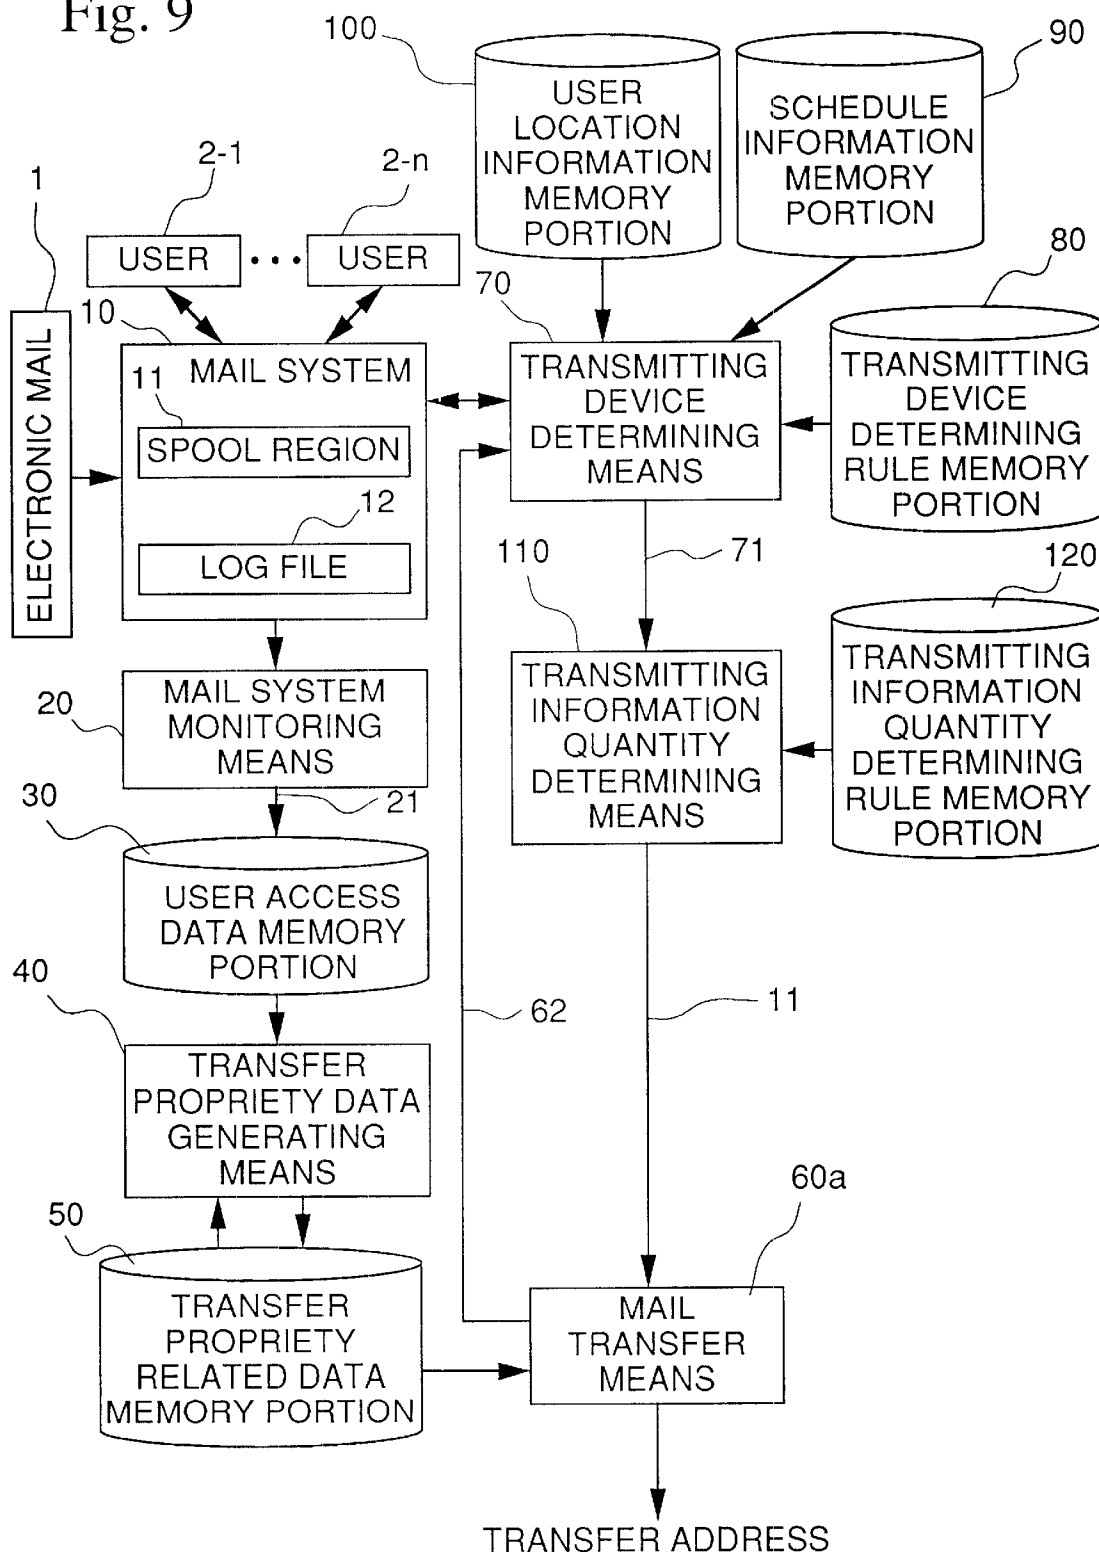 Fig. 9
100
90
USER
LOCATION
INFORMATION
MEMORY
PORTION
SCHEDULE
INFORMATION
MEMORY
PORTION
1
2-1
2-n
USER
• • •
USER
80
70
10
ELECTRONIC MAIL
MAIL SYSTEM
11
SPOOL REGION
12
LOG FILE
TRANSMITTING
DEVICE
DETERMINING
MEANS
TRANSMITTING
DEVICE
DETERMINING
RULE MEMORY
PORTION
71
110
120
TRANSMITTING
INFORMATION
QUANTITY
DETERMINING
MEANS
TRANSMITTING
INFORMATION
QUANTITY
DETERMINING
RULE MEMORY
PORTION
20
MAIL SYSTEM
MONITORING
MEANS
21
30
USER ACCESS
DATA MEMORY
PORTION
40
62
11
TRANSFER
PROPRIETY DATA
GENERATING
MEANS
60a
50
TRANSFER
PROPRIETY
RELATED DATA
MEMORY PORTION
MAIL
TRANSFER
MEANS
TRANSFER ADDRESS